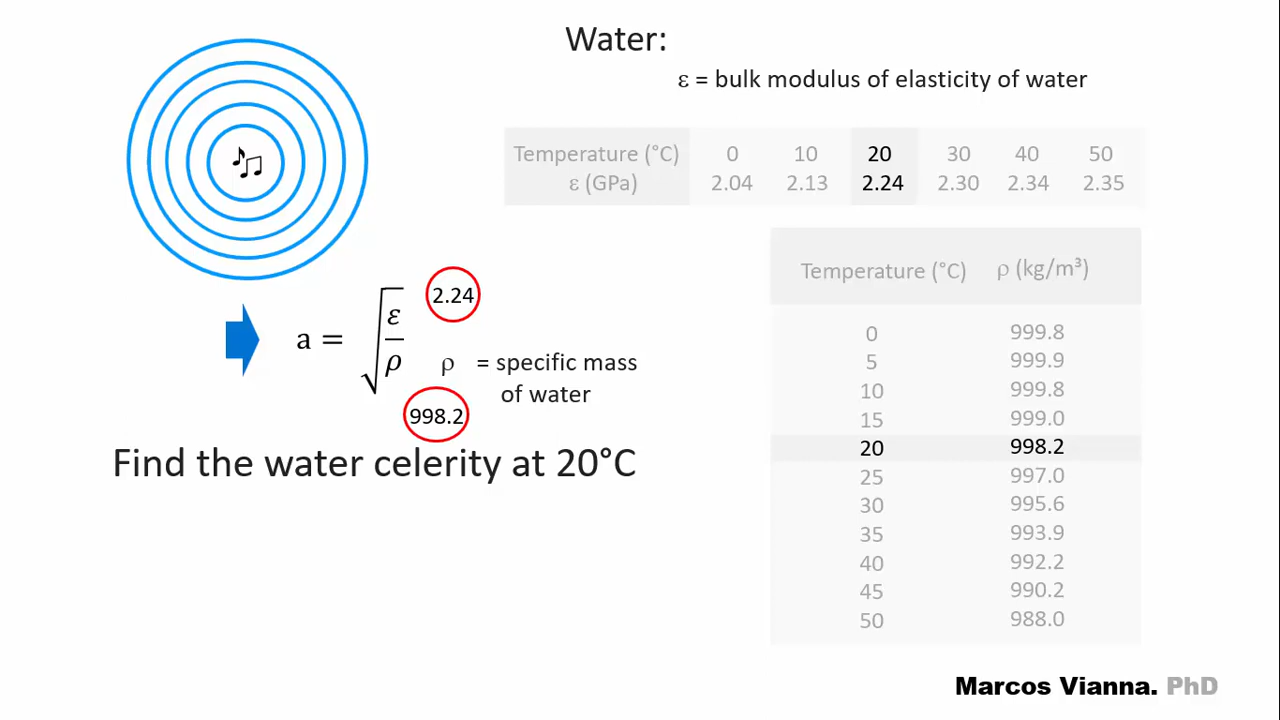 Water:
ε = bulk modulus of elasticity of water
Temperature (°C) 0 10 20 30 40 50
ε (GPa) 2.04 2.13 2.24 2.30 2.34 2.35
Temperature (°C) ρ (kg/m³)
0 999.8
5 999.9
10 999.8
15 999.0
20 998.2
25 997.0
30 995.6
35 993.9
40 992.2
45 990.2
50 988.0
a = √(ε/ρ)
2.24
ρ = specific mass
of water
998.2
Find the water celerity at 20°C
Marcos Vianna. PhD